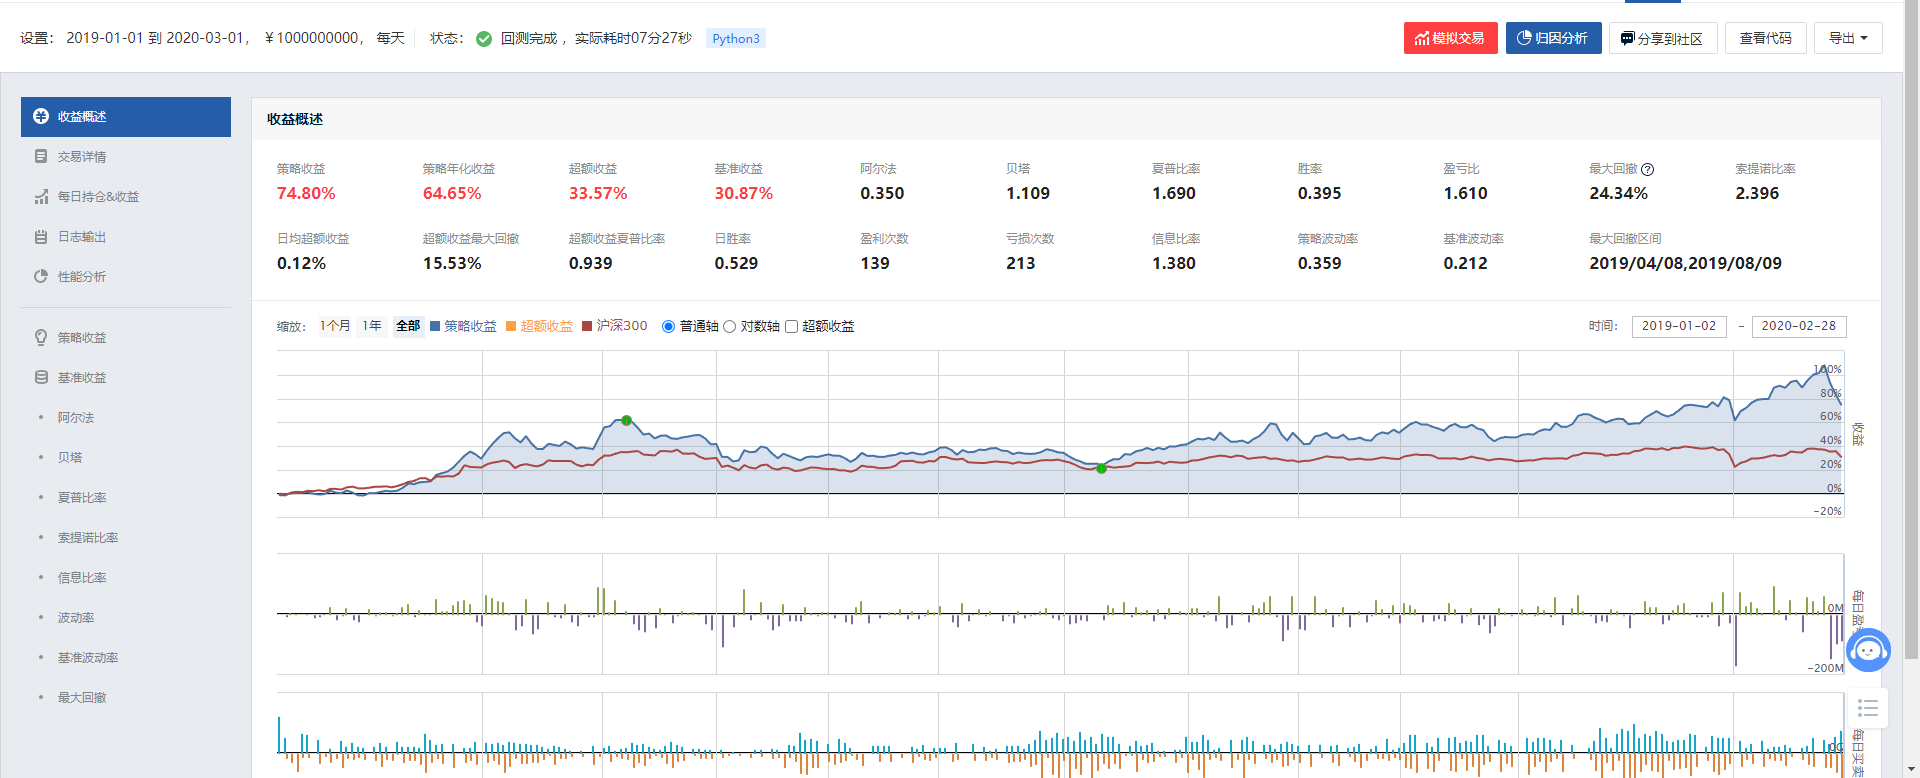 设置： 2019-01-01 到 2020-03-01， ￥1000000000， 每天 状态： 回测完成， 实际耗时07分27秒 Python3 模拟交易 归因分析 分享到社区 查看代码 导出
收益概述
交易详情
每日持仓&收益
日志输出
性能分析
策略收益
基准收益
阿尔法
贝塔
夏普比率
索提诺比率
信息比率
波动率
基准波动率
最大回撤
收益概述
策略收益 策略年化收益 超额收益 基准收益 阿尔法 贝塔 夏普比率 胜率 盈亏比 最大回撤 索提诺比率
74.80% 64.65% 33.57% 30.87% 0.350 1.109 1.690 0.395 1.610 24.34% 2.396
日均超额收益 超额收益最大回撤 超额收益夏普比率 日胜率 盈利次数 亏损次数 信息比率 策略波动率 基准波动率 最大回撤区间
0.12% 15.53% 0.939 0.529 139 213 1.380 0.359 0.212 2019/04/08,2019/08/09
缩放： 1个月 1年 全部 策略收益 超额收益 沪深300 普通轴 对数轴 超额收益 时间： 2019-01-02 - 2020-02-28
100%
80%
60%
40%
20%
0%
-20%
收益
0M
-200M
每日盈
0G
每日买卖